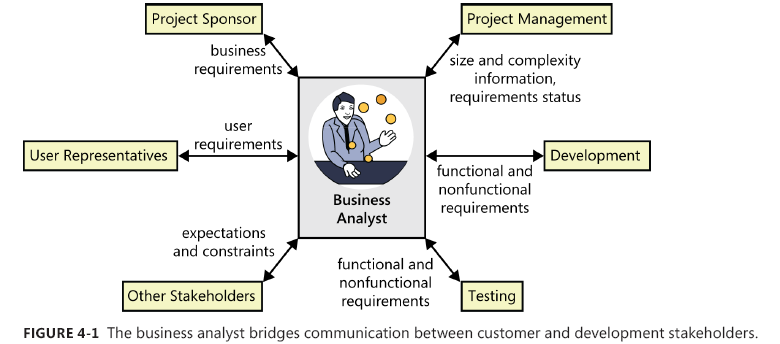 Project Sponsor
Project Management
business
requirements
size and complexity
information,
requirements status
user
requirements
User Representatives
Development
functional and
nonfunctional
requirements
Business
Analyst
expectations
and constraints
functional and
nonfunctional
requirements
Other Stakeholders
Testing
FIGURE 4-1 The business analyst bridges communication between customer and development stakeholders.